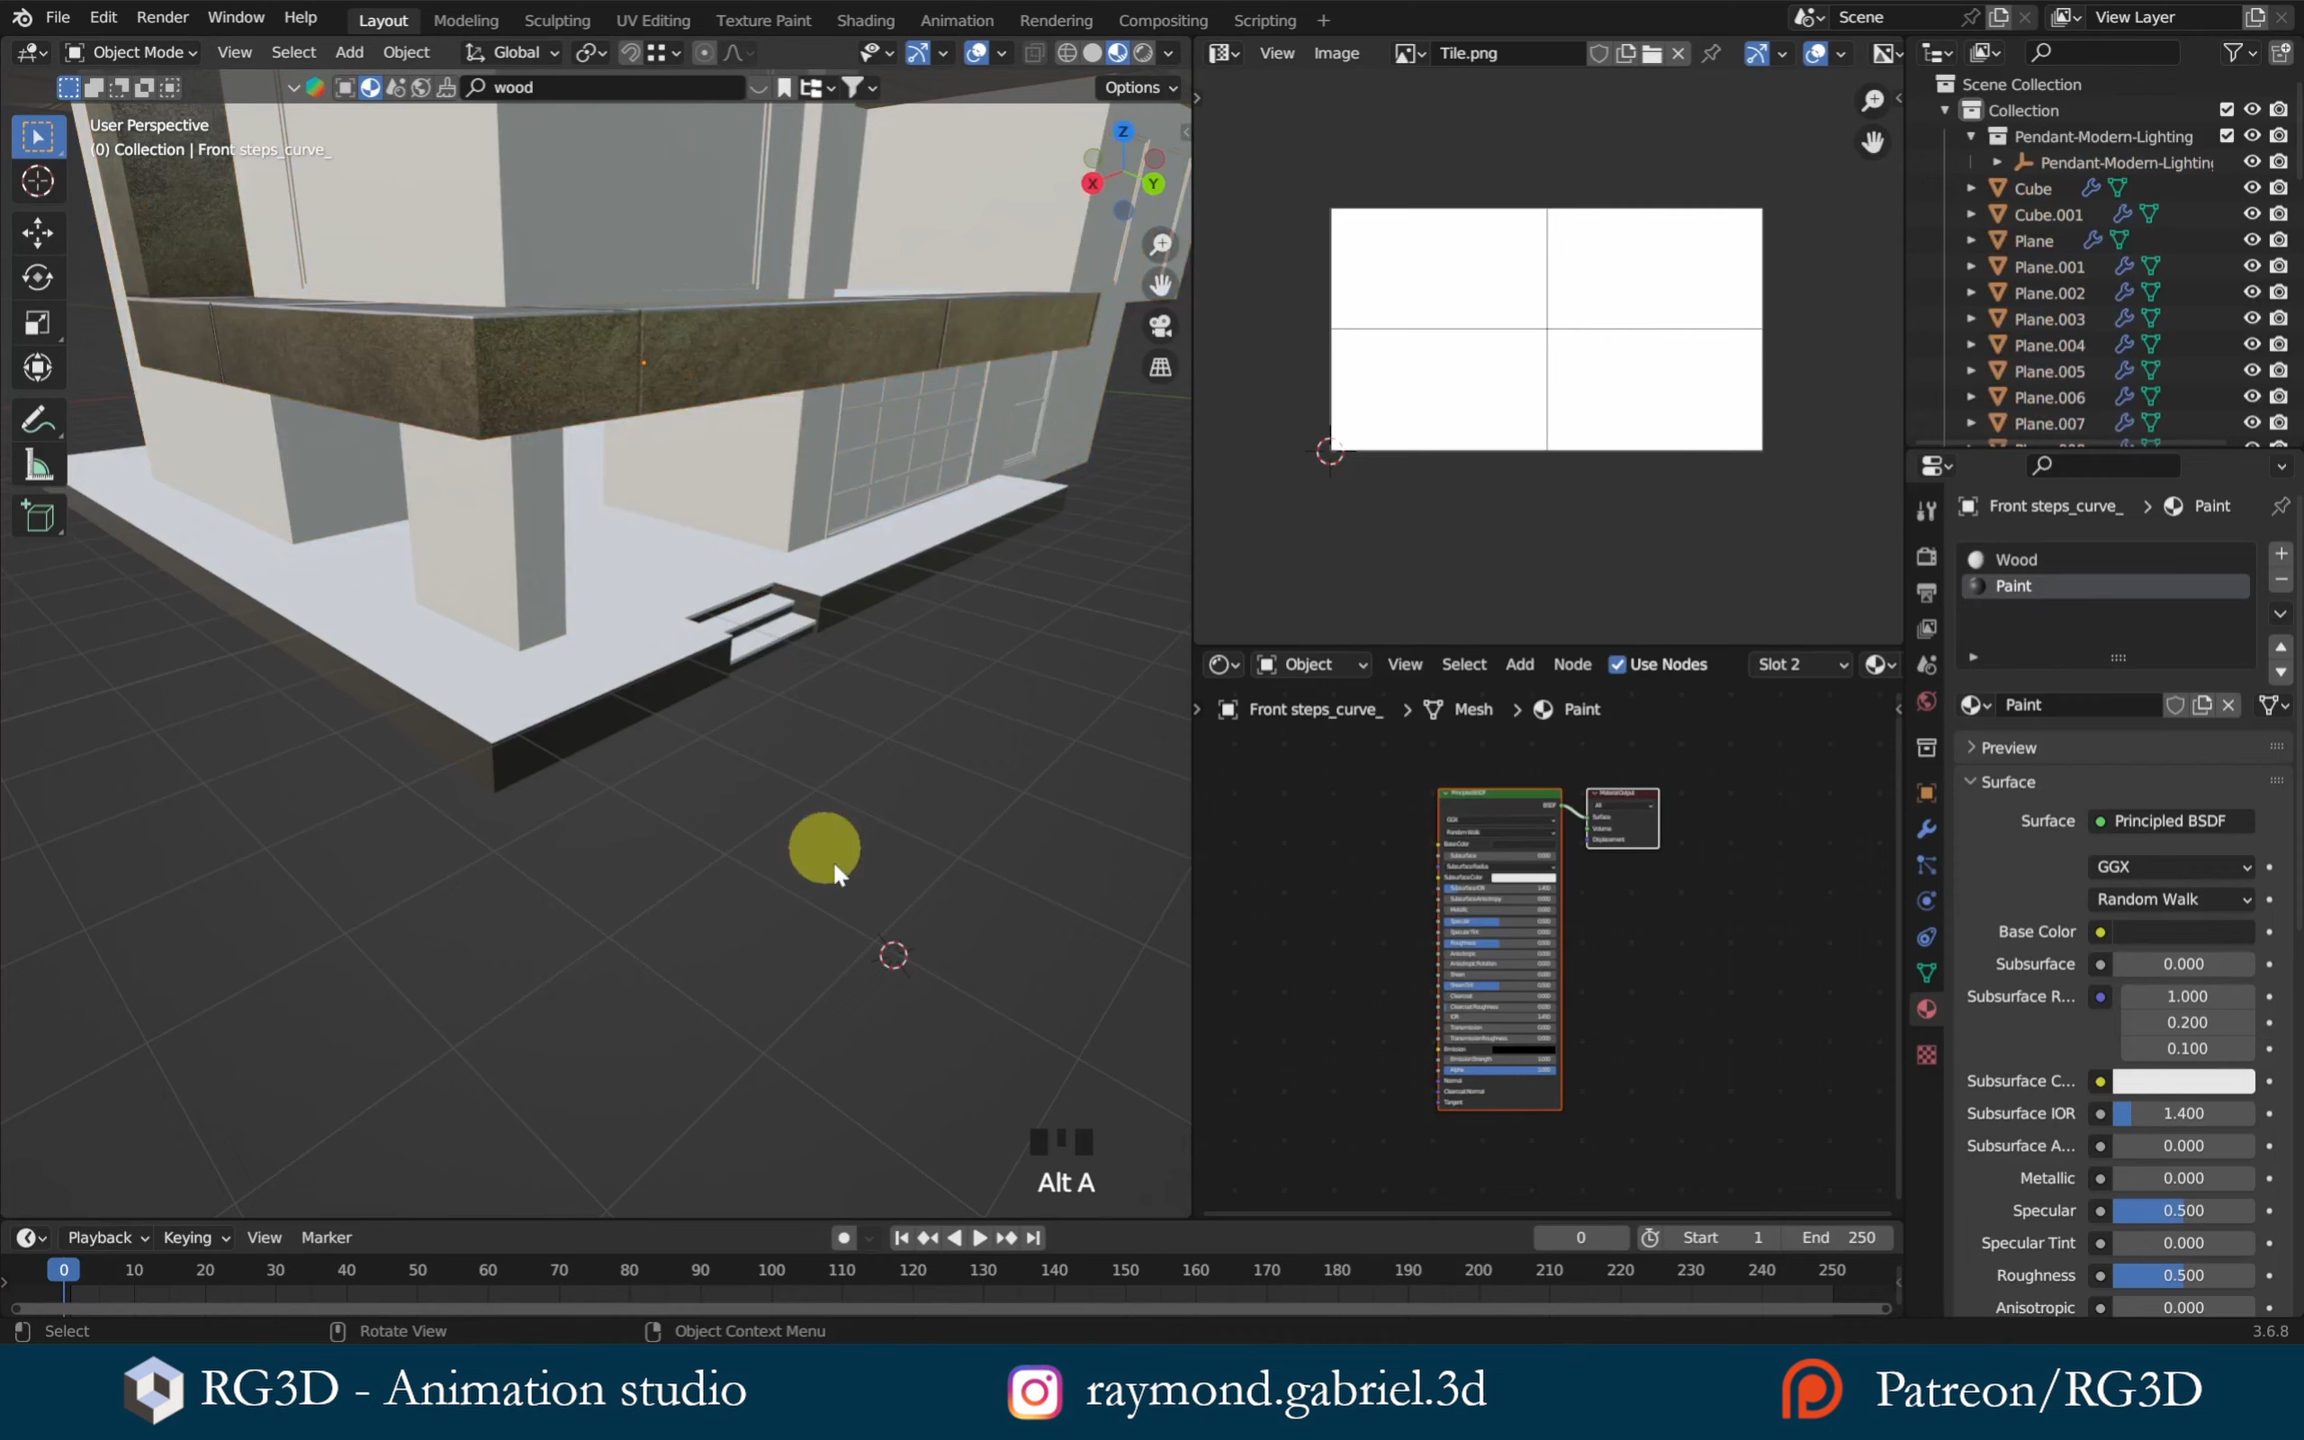 File Edit Render Window Help Layout Modeling Sculpting UV Editing Texture Paint Shading Animation Rendering Compositing Scripting + Scene View Layer
Object Mode View Select Add Object Global
View Image Tile.png
wood Options
User Perspective
(0) Collection | Front steps_curve_
Z
X Y
Alt A
Scene Collection
Collection
Pendant-Modern-Lighting
Pendant-Modern-Lighting
Cube
Cube.001
Plane
Plane.001
Plane.002
Plane.003
Plane.004
Plane.005
Plane.006
Plane.007
Object View Select Add Node Use Nodes Slot 2
Front steps_curve_ > Mesh > Paint
Front steps_curve_ > Paint
Wood
Paint
Paint
Preview
Surface
Surface Principled BSDF
GGX
Random Walk
Base Color
Subsurface 0.000
Subsurface R... 1.000
0.200
0.100
Subsurface C...
Subsurface IOR 1.400
Subsurface A... 0.000
Metallic 0.000
Specular 0.500
Specular Tint 0.000
Roughness 0.500
Anisotropic 0.000
Playback Keying View Marker 0 Start 1 End 250
0 10 20 30 40 50 60 70 80 90 100 110 120 130 140 150 160 170 180 190 200 210 220 230 240 250
Select Rotate View Object Context Menu 3.6.8
RG3D - Animation studio raymond.gabriel.3d Patreon/RG3D